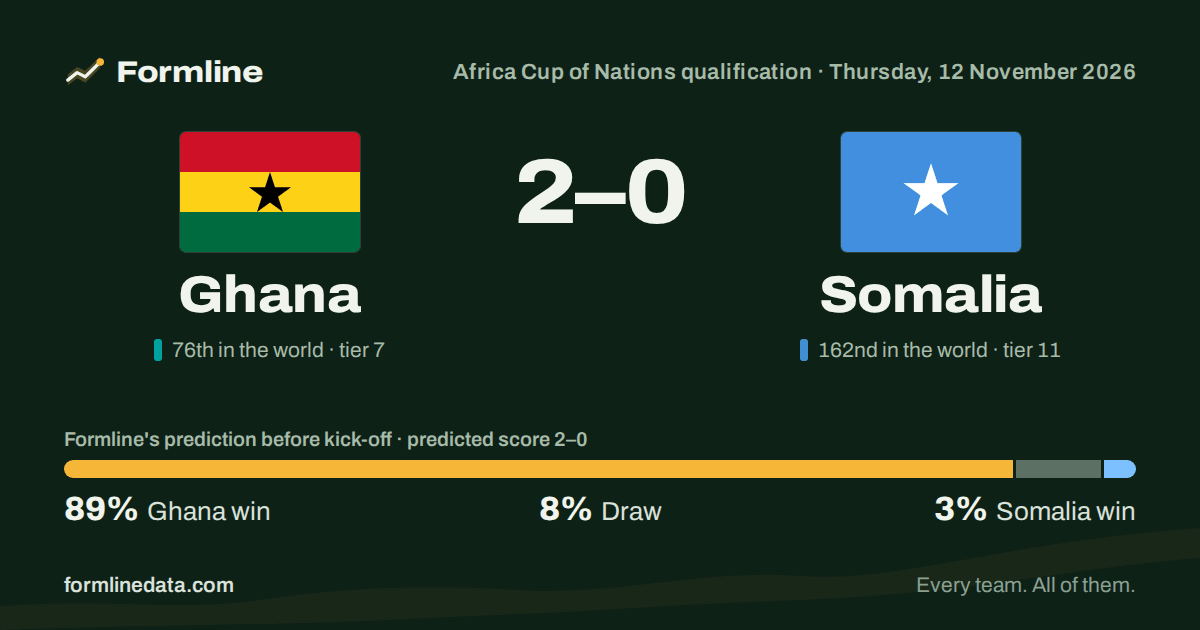 Formline
Africa Cup of Nations qualification · Thursday, 12 November 2026
2–0
Ghana
Somalia
76th in the world · tier 7
162nd in the world · tier 11
Formline's prediction before kick-off · predicted score 2–0
89% Ghana win
8% Draw
3% Somalia win
formlinedata.com
Every team. All of them.